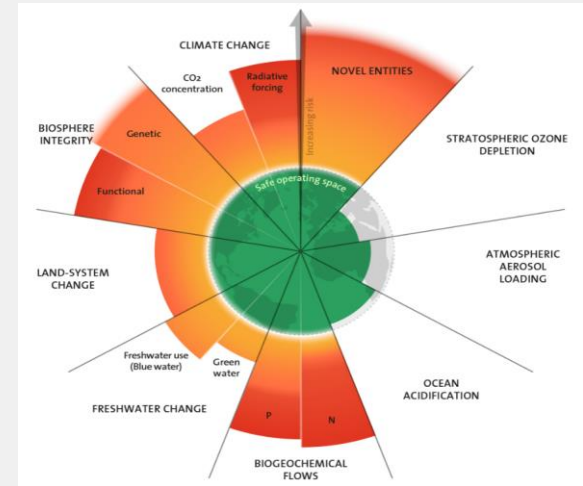 CLIMATE CHANGE
CO2
concentration
Radiative
forcing
Increasing risk
NOVEL ENTITIES
STRATOSPHERIC OZONE
DEPLETION
ATMOSPHERIC
AEROSOL
LOADING
OCEAN
ACIDIFICATION
BIOGEOCHEMICAL
FLOWS
N
P
FRESHWATER CHANGE
Green
water
Freshwater use
(Blue water)
LAND-SYSTEM
CHANGE
BIOSPHERE
INTEGRITY
Functional
Genetic
Safe operating space